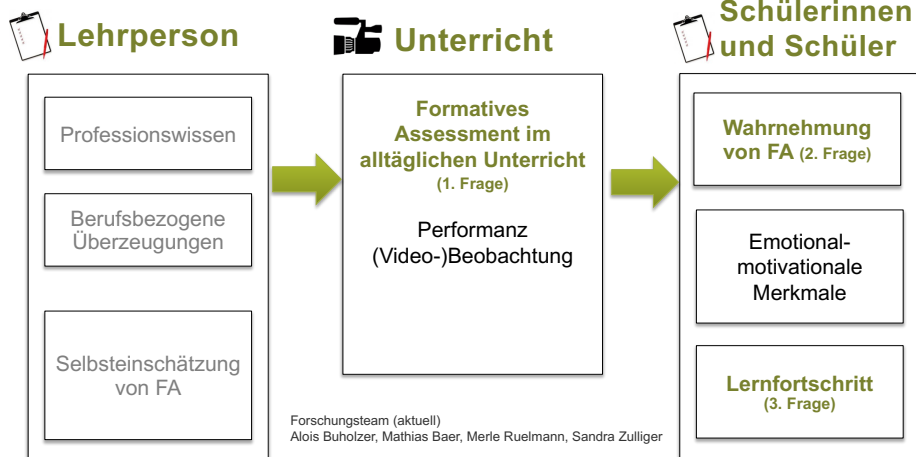 Lehrperson
Professionswissen
Berufsbezogene
Überzeugungen
Selbsteinschätzung
von FA
Unterricht
Formatives
Assessment im
alltäglichen Unterricht
(1. Frage)
Performanz
(Video-)Beobachtung
Schülerinnen
und Schüler
Wahrnehmung
von FA (2. Frage)
Emotional-
motivationale
Merkmale
Lernfortschritt
(3. Frage)
Forschungsteam (aktuell)
Alois Buholzer, Mathias Baer, Merle Ruelmann, Sandra Zulliger